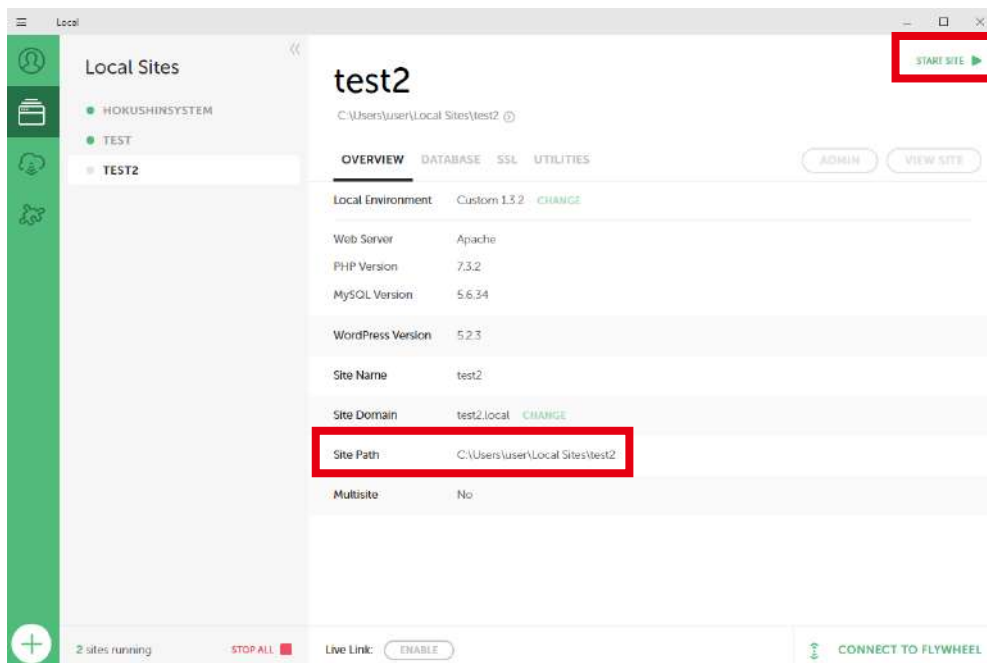 Local
Local Sites
HOKUSHINSYSTEM
TEST
TEST2
2 sites running
STOP ALL
START SITE
test2
C:\Users\user\Local Sites\test2
OVERVIEW DATABASE SSL UTILITIES
ADMIN VIEW SITE
Local Environment Custom 1.3.2 CHANGE
Web Server Apache
PHP Version 7.3.2
MySQL Version 5.6.34
WordPress Version 5.2.3
Site Name test2
Site Domain test2.local CHANGE
Site Path C:\Users\user\Local Sites\test2
Multisite No
Live Link: ENABLE
CONNECT TO FLYWHEEL